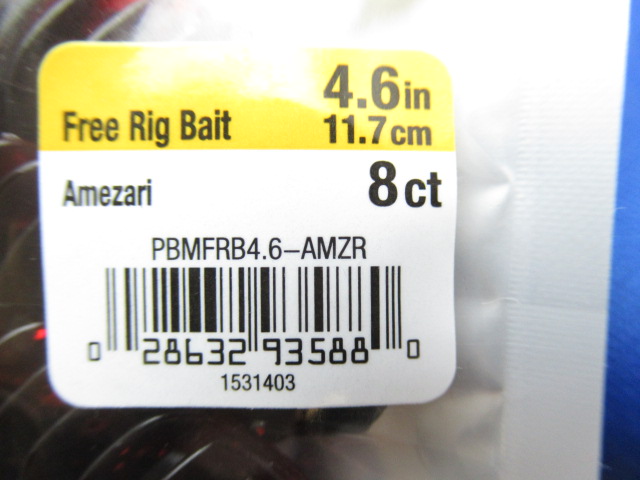 4.6in
Free Rig Bait 11.7cm
Amezari 8ct
PBMFRB4.6-AMZR
0 28632 93588 0
1531403